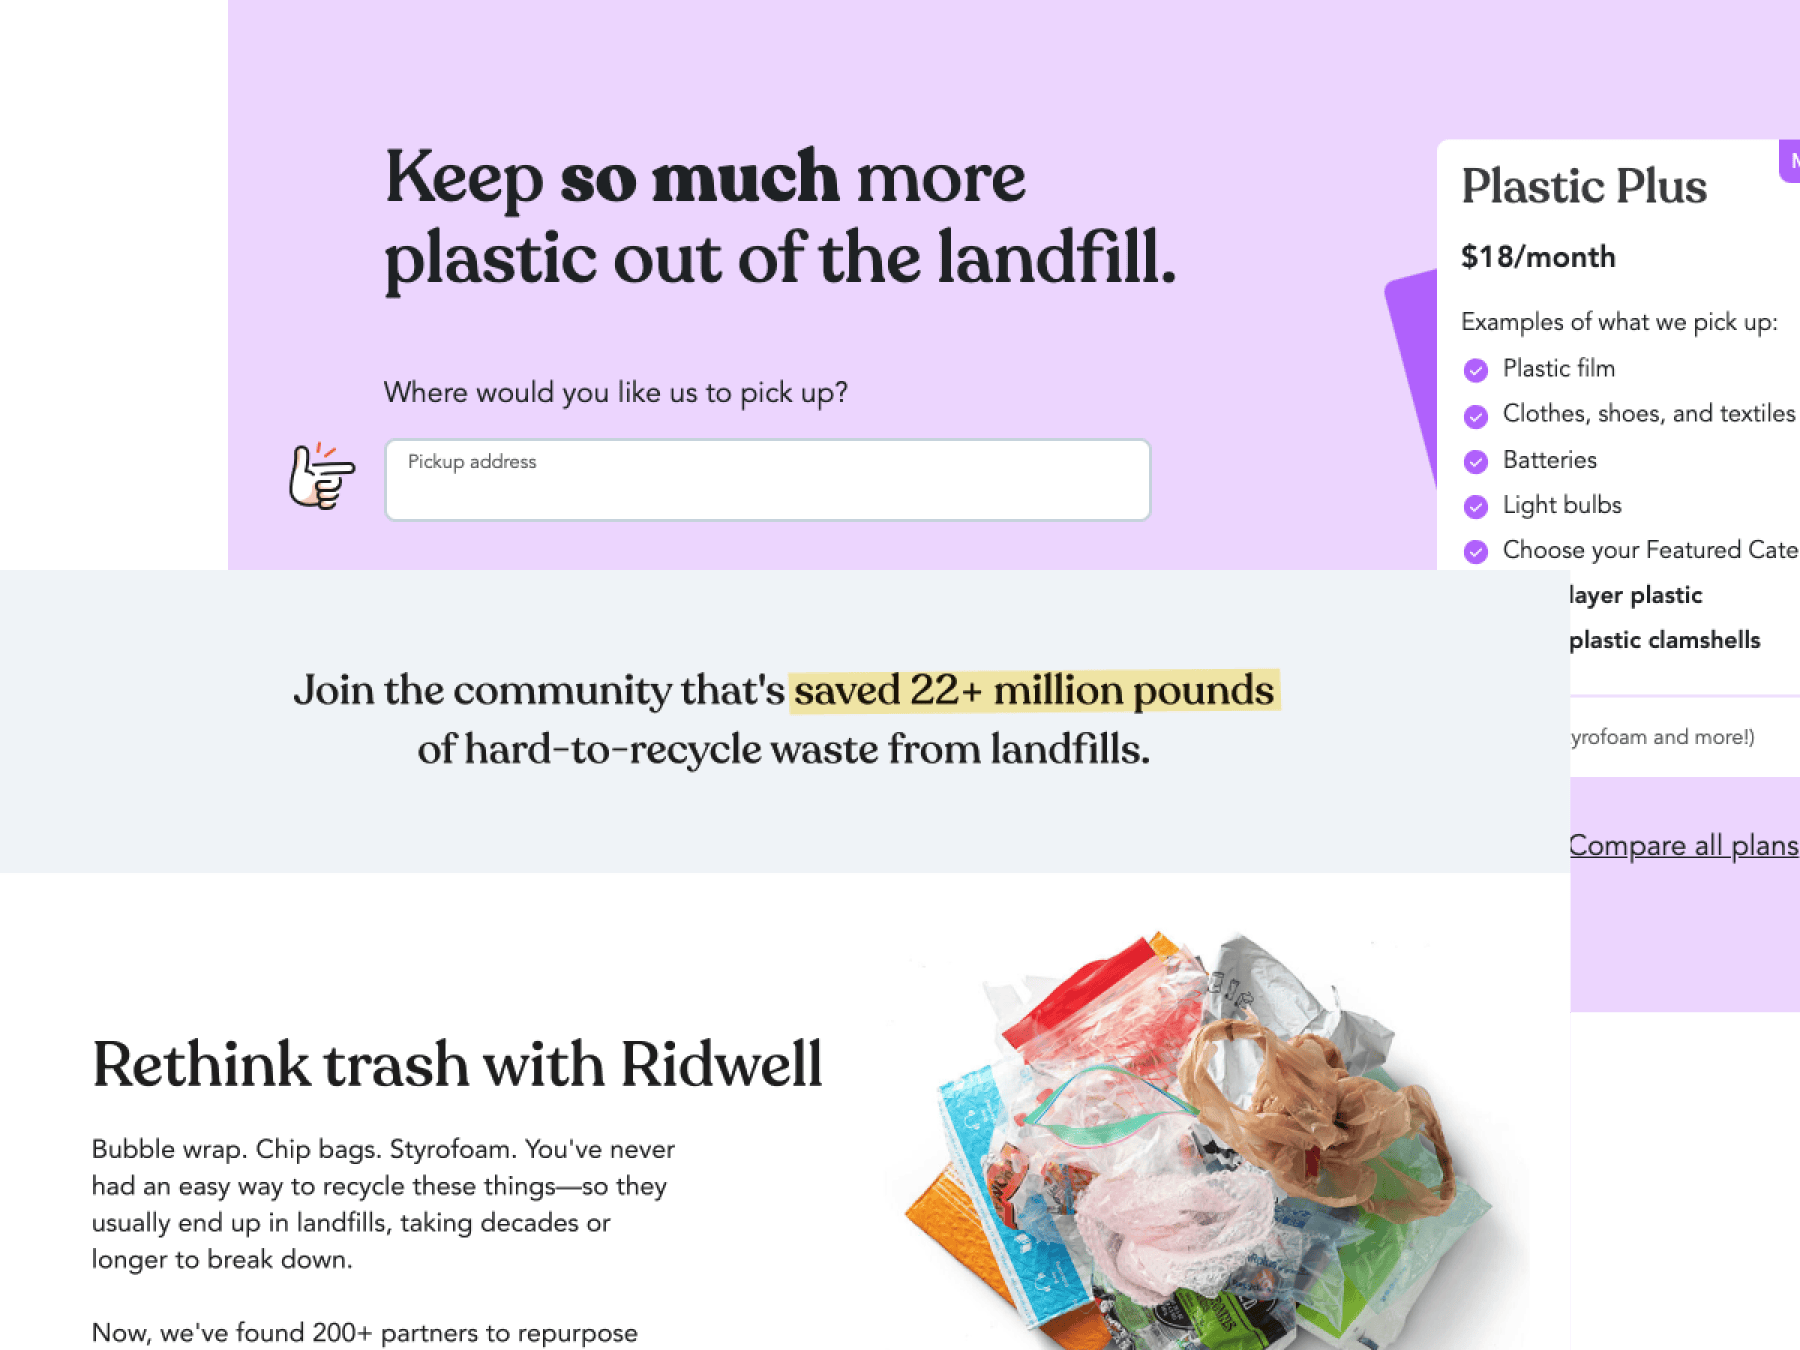 Keep so much more
plastic out of the landfill.
Where would you like us to pick up?
Pickup address
Plastic Plus
$18/month
Examples of what we pick up:
Plastic film
Clothes, shoes, and textiles
Batteries
Light bulbs
Choose your Featured Cate
layer plastic
plastic clamshells
yrofoam and more!)
Compare all plans
Join the community that's saved 22+ million pounds
of hard-to-recycle waste from landfills.
Rethink trash with Ridwell
Bubble wrap. Chip bags. Styrofoam. You've never
had an easy way to recycle these things—so they
usually end up in landfills, taking decades or
longer to break down.
Now, we've found 200+ partners to repurpose